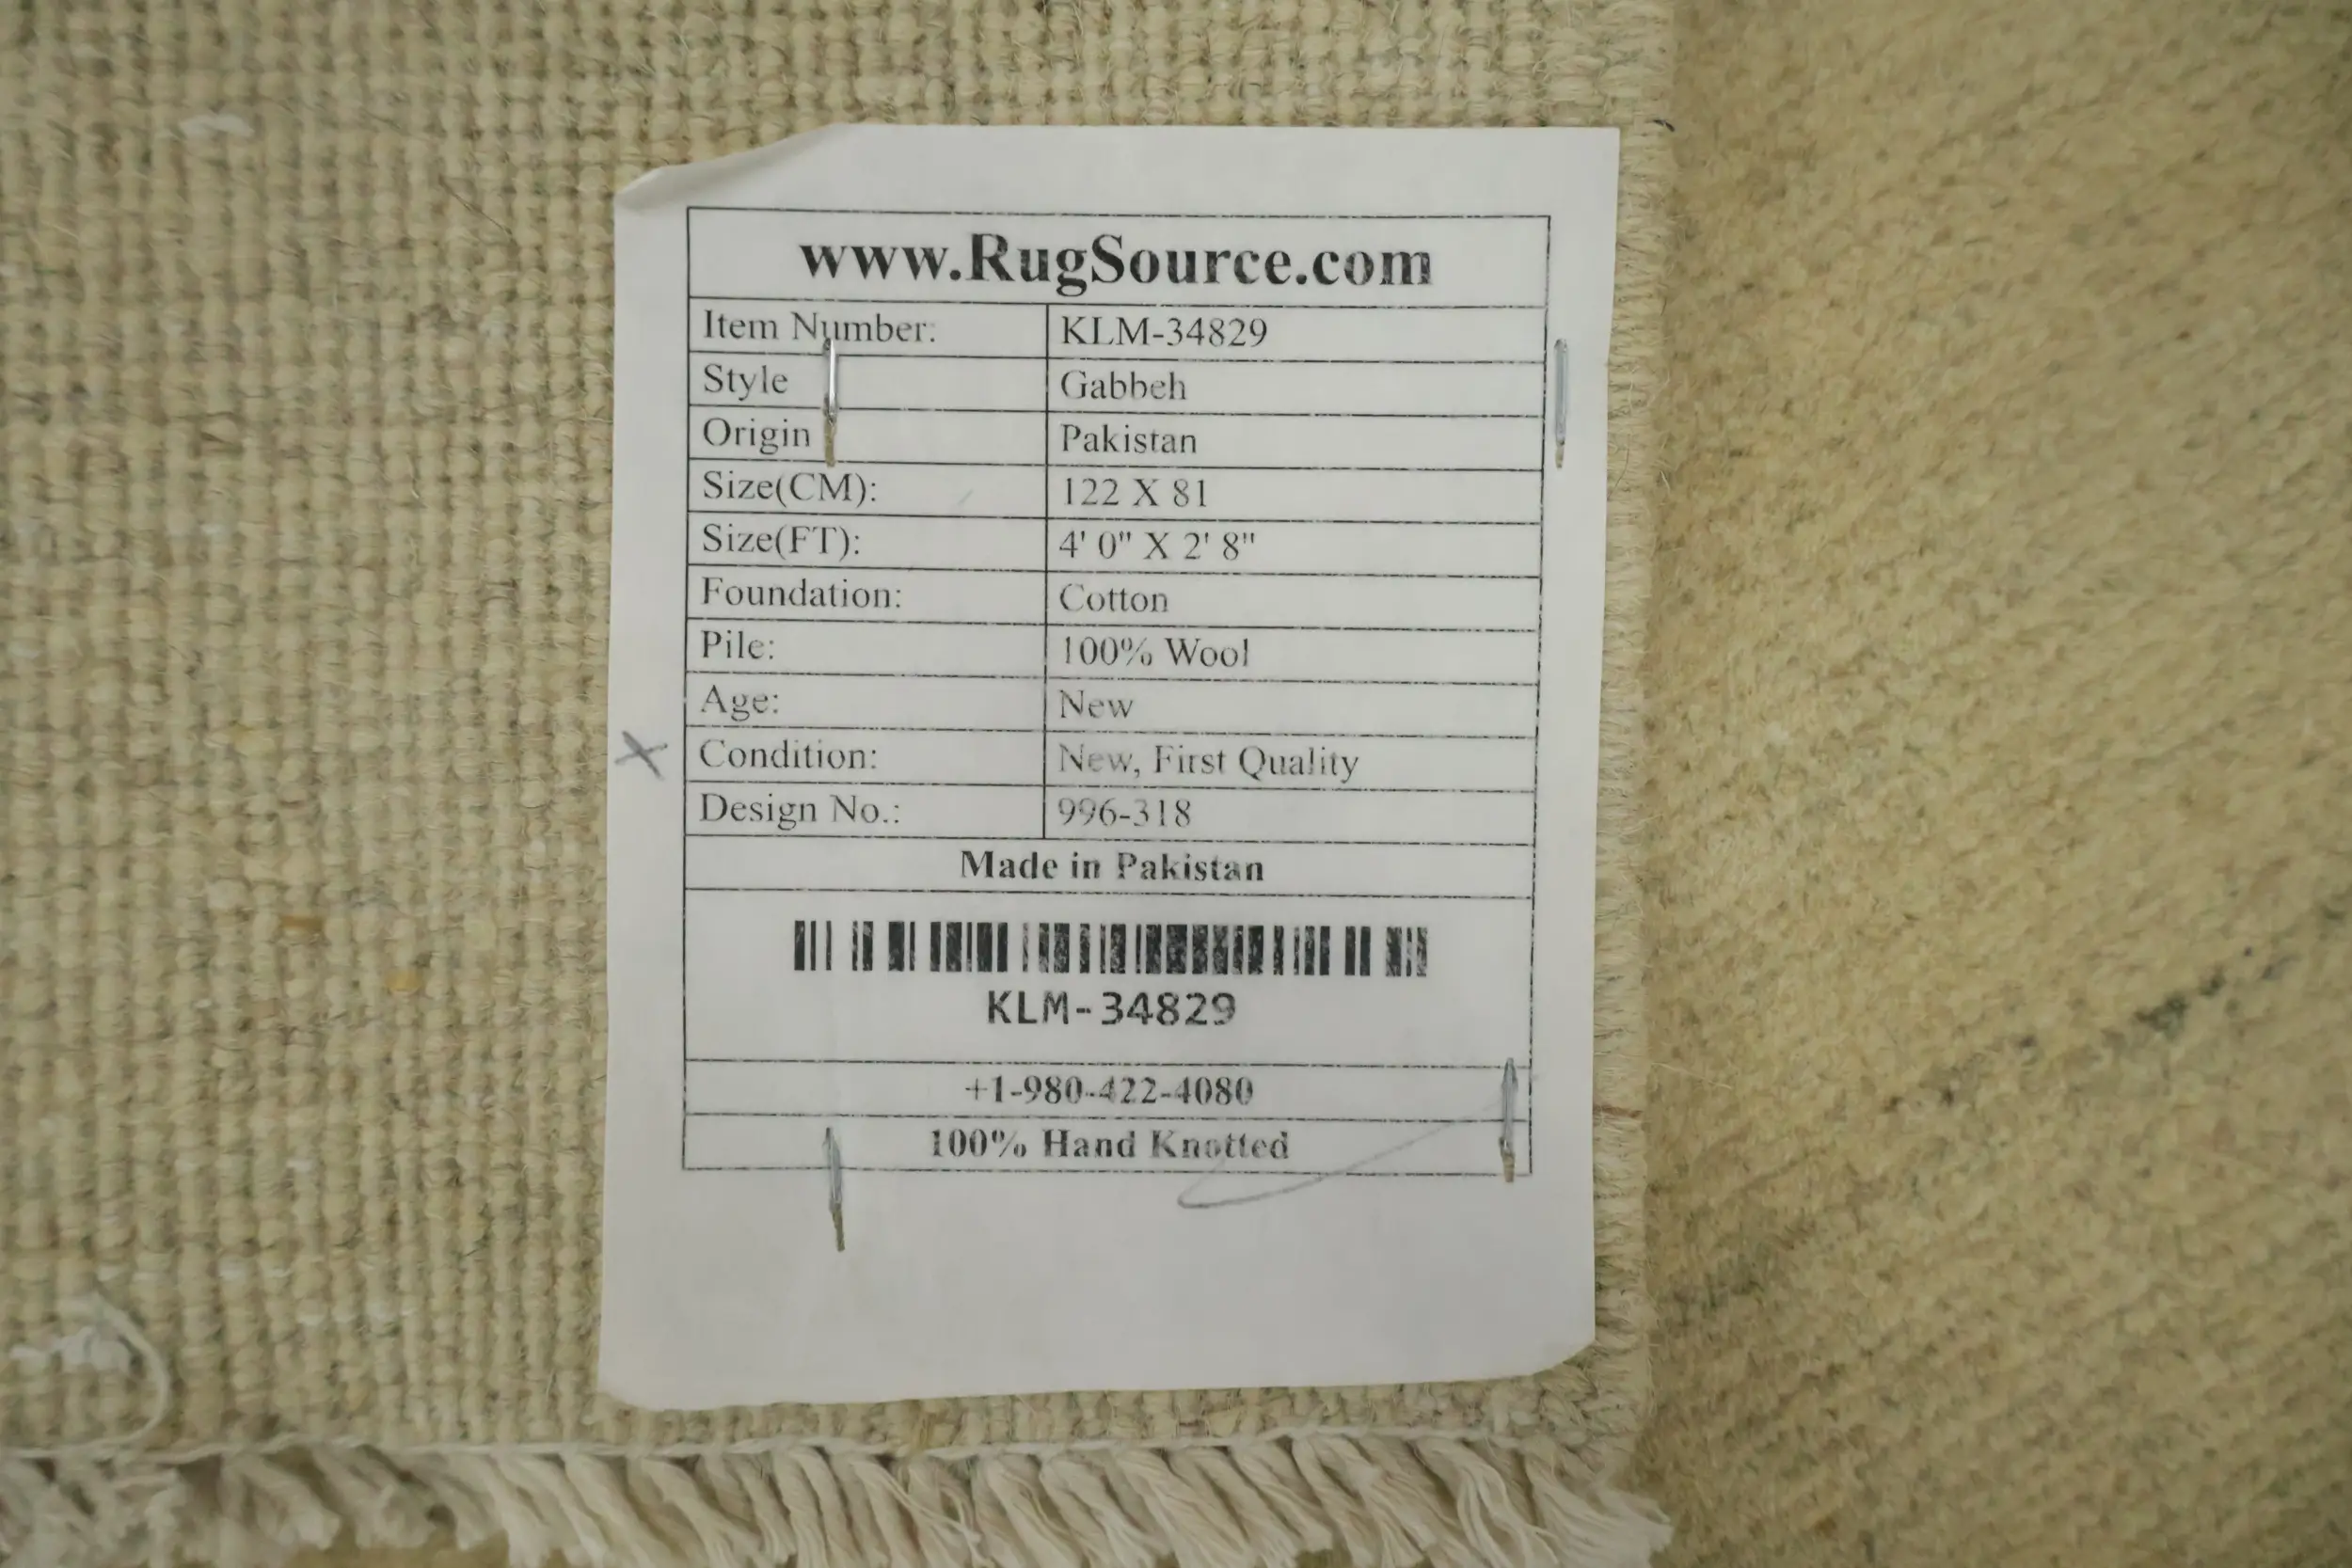 www.RugSource.com
Item Number: KLM-34829
Style Gabbeh
Origin Pakistan
Size(CM): 122 X 81
Size(FT): 4' 0" X 2' 8"
Foundation: Cotton
Pile: 100% Wool
Age: New
X Condition: New, First Quality
Design No.: 996-318
Made in Pakistan
KLM-34829
+1-980-422-4080
100% Hand Knotted